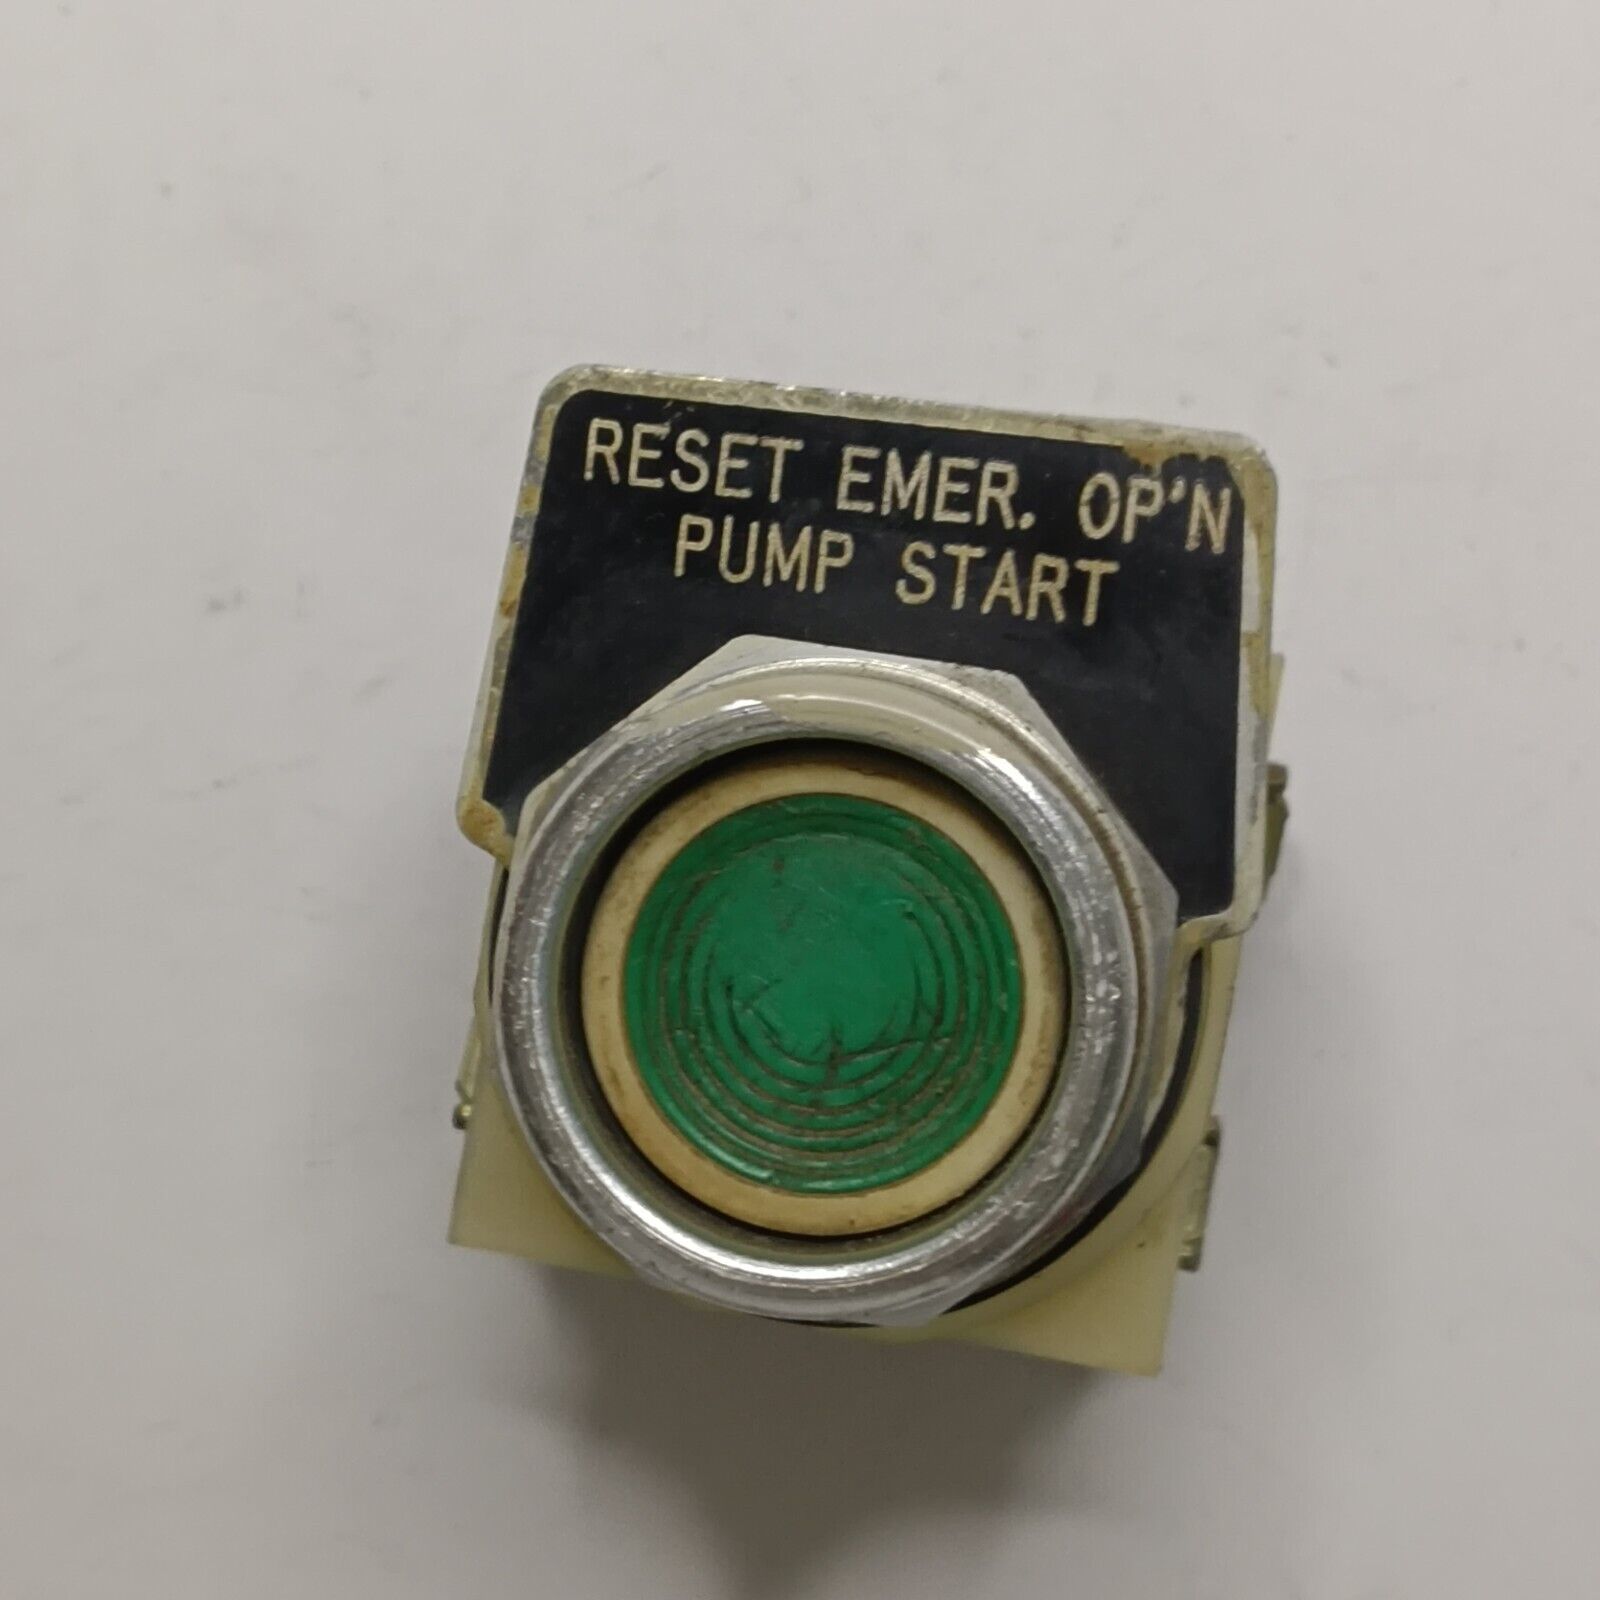 RESET EMER. OP'N
PUMP START